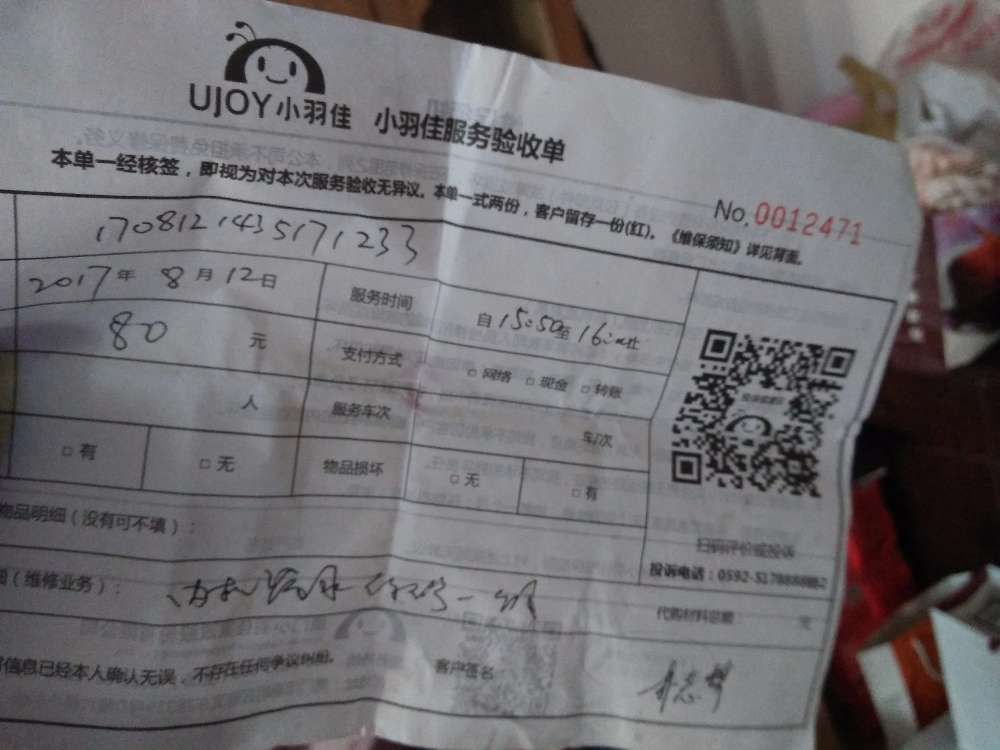 UJOY小羽佳 小羽佳服务验收单
本单一经核签，即视为对本次服务验收无异议。本单一式两份，客户留存一份(红)。《维保须知》详见背面。
No.0012471
1708121435171233
2017年 8月12日 服务时间 自15:50至16:
80 元 支付方式 □网络 □现金 □转账
人 服务车次 车/次
□有 □无 物品损坏 □无 □有
物品明细（没有可不填）：
扫码评价或投诉
投诉电话：0592-5178888
（维修业务）： 代购材料总额 元
信息已经本人确认无误，不存在任何争议纠纷。 客户签名